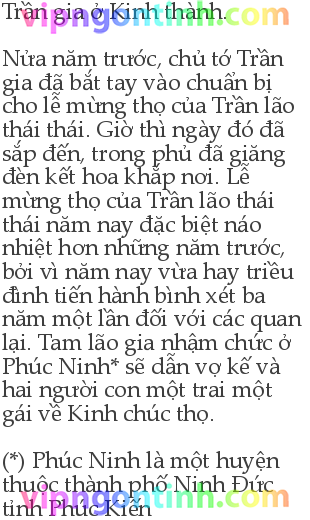 Trần gia ở Kinh thành.
vipngontinh.com
Nửa năm trước, chủ tớ Trần
gia đã bắt tay vào chuẩn bị
cho lễ mừng thọ của Trần lão
thái thái. Giờ thì ngày đó đã
sắp đến, trong phủ đã giăng
đèn kết hoa khắp nơi. Lễ
mừng thọ của Trần lão thái
thái năm nay đặc biệt náo
nhiệt hơn những năm trước,
bởi vì năm nay vừa hay triều
đình tiến hành bình xét ba
năm một lần đối với các quan
lại. Tam lão gia nhậm chức ở
Phúc Ninh* sẽ dẫn vợ kế và
hai người con một trai một
gái về Kinh chúc thọ.
(*) Phúc Ninh là một huyện
thuộc thành phố Ninh Đức
vipngontinh.com
tỉnh Phúc Kiến